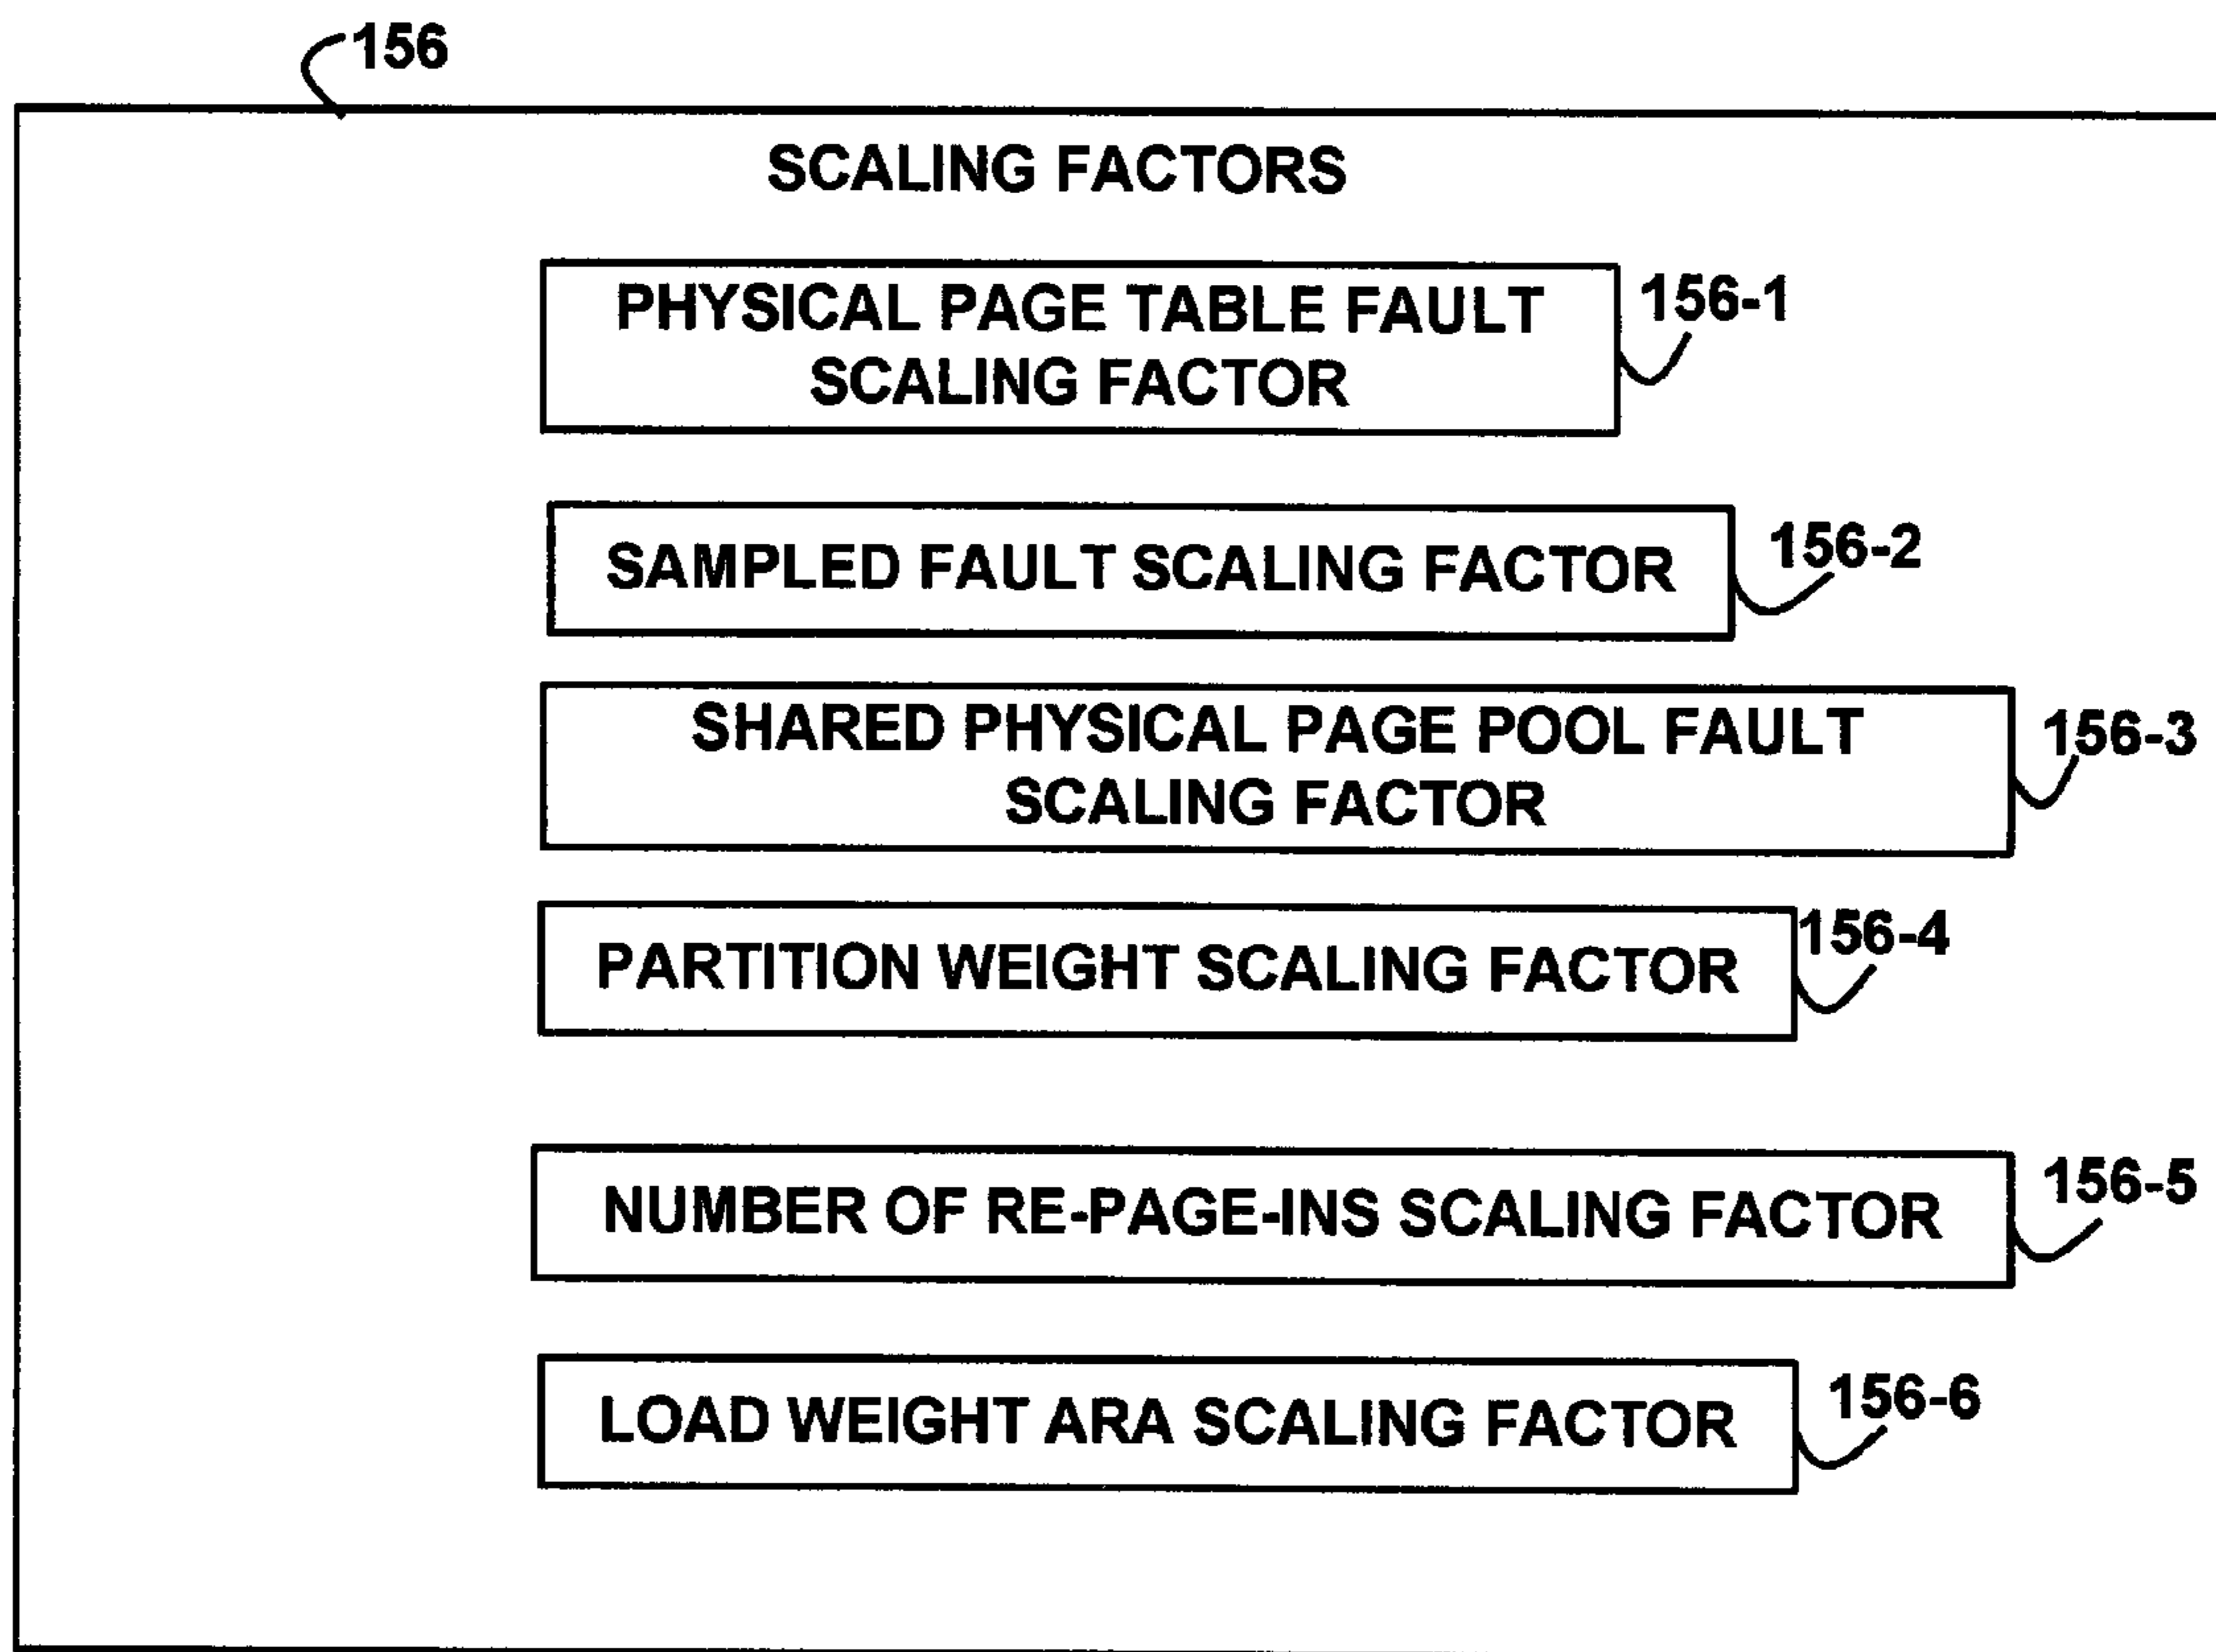 156
SCALING FACTORS
PHYSICAL PAGE TABLE FAULT
SCALING FACTOR
156-1
SAMPLED FAULT SCALING FACTOR
156-2
SHARED PHYSICAL PAGE POOL FAULT
SCALING FACTOR
156-3
PARTITION WEIGHT SCALING FACTOR
156-4
NUMBER OF RE-PAGE-INS SCALING FACTOR
156-5
LOAD WEIGHT ARA SCALING FACTOR
156-6